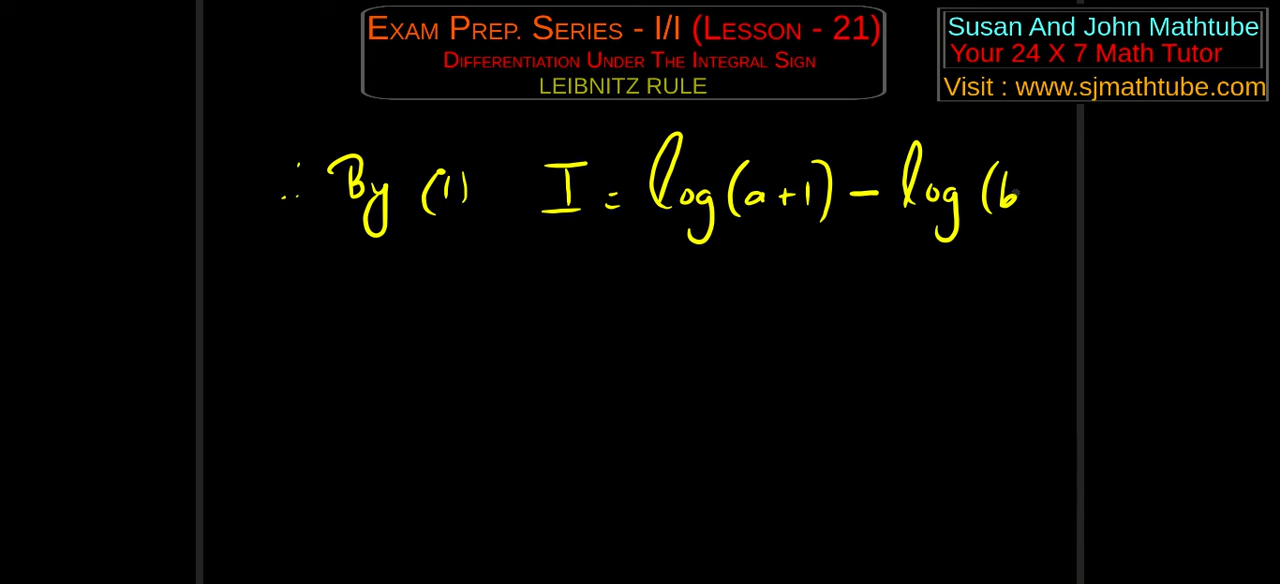 EXAM PREP. SERIES - I/I (LESSON - 21)
DIFFERENTIATION UNDER THE INTEGRAL SIGN
LEIBNITZ RULE
Susan And John Mathtube
Your 24 X 7 Math Tutor
Visit : www.sjmathtube.com
∴ By (1) I = log(a+1) - log (b